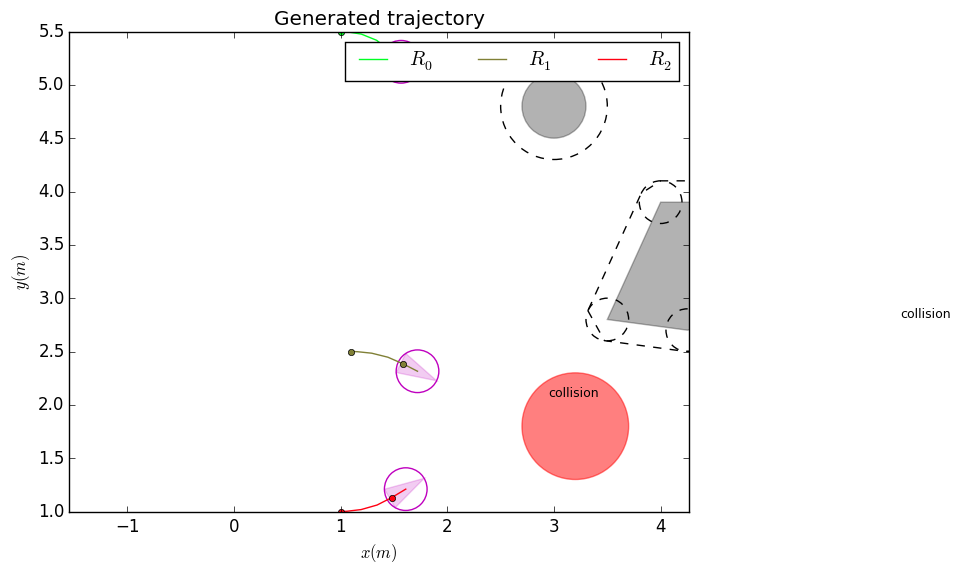 Generated trajectory
5.5
5.0
4.5
4.0
3.5
3.0
2.5
2.0
1.5
1.0
y(m)
R0 R1 R2
collision
collision
−1 0 1 2 3 4
x(m)